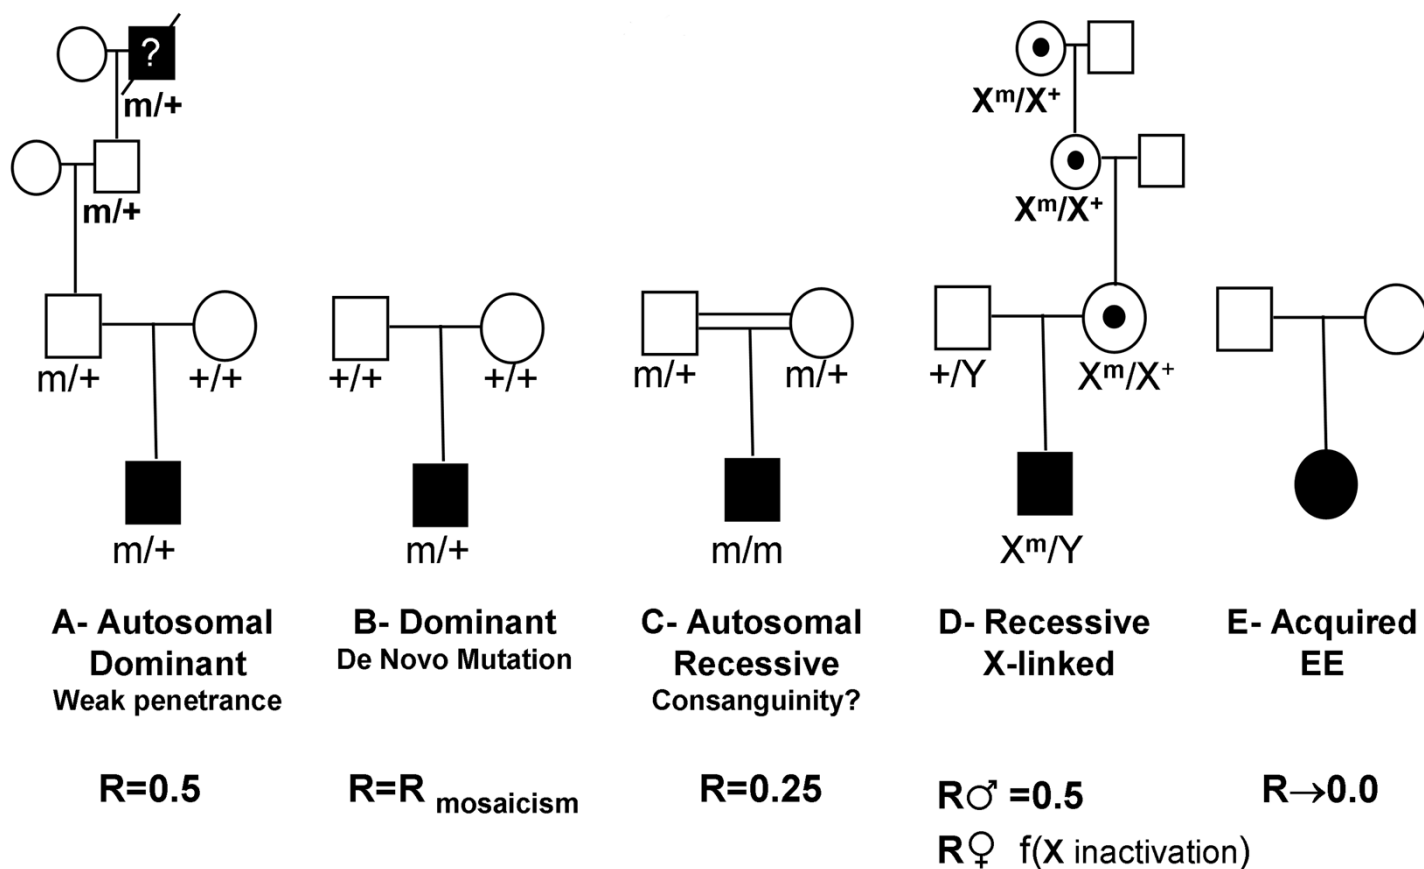 ?
m/+
m/+
m/+
+/+
m/+
A- Autosomal
Dominant
Weak penetrance
R=0.5
+/+
+/+
m/+
B- Dominant
De Novo Mutation
R=R mosaicism
m/+
m/+
m/m
C- Autosomal
Recessive
Consanguinity?
R=0.25
Xᵐ/X⁺
Xᵐ/X⁺
+/Y
Xᵐ/X⁺
Xᵐ/Y
D- Recessive
X-linked
R♂ =0.5
R♀ f(X inactivation)
E- Acquired
EE
R→0.0